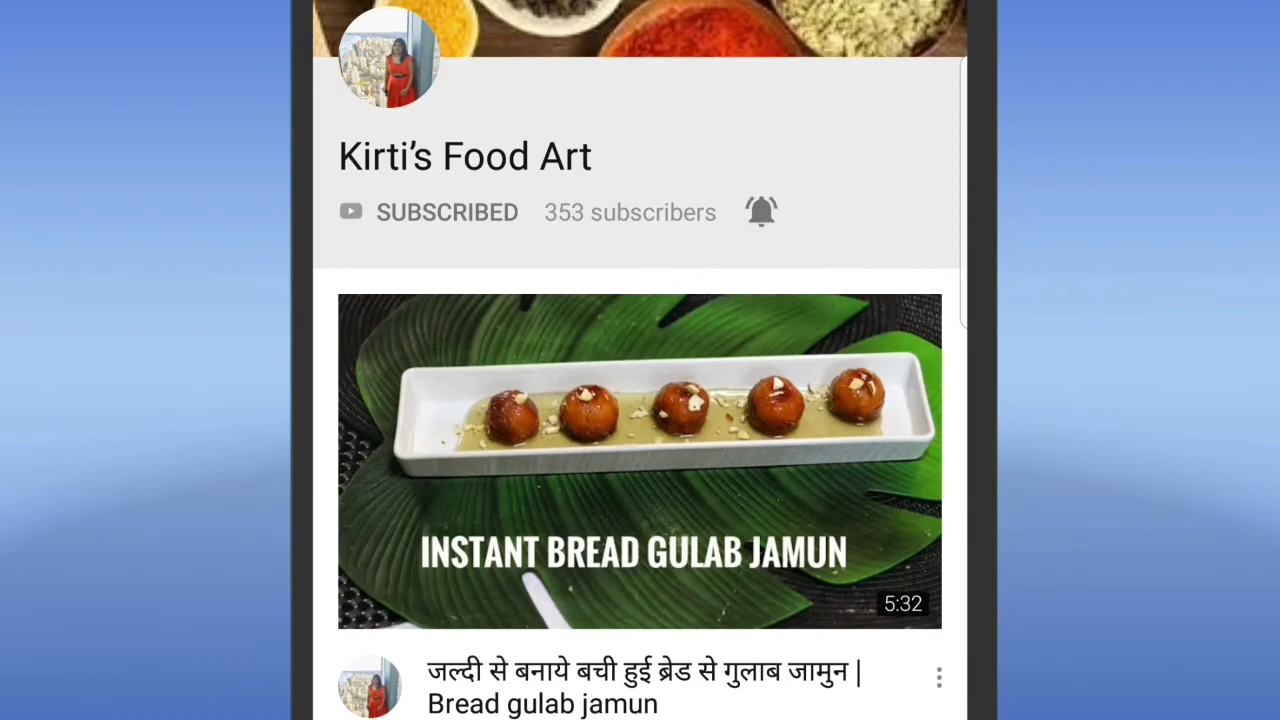 Kirti’s Food Art
SUBSCRIBED 353 subscribers
INSTANT BREAD GULAB JAMUN
5:32
जल्दी से बनाये बची हुई ब्रेड से गुलाब जामुन |
Bread gulab jamun